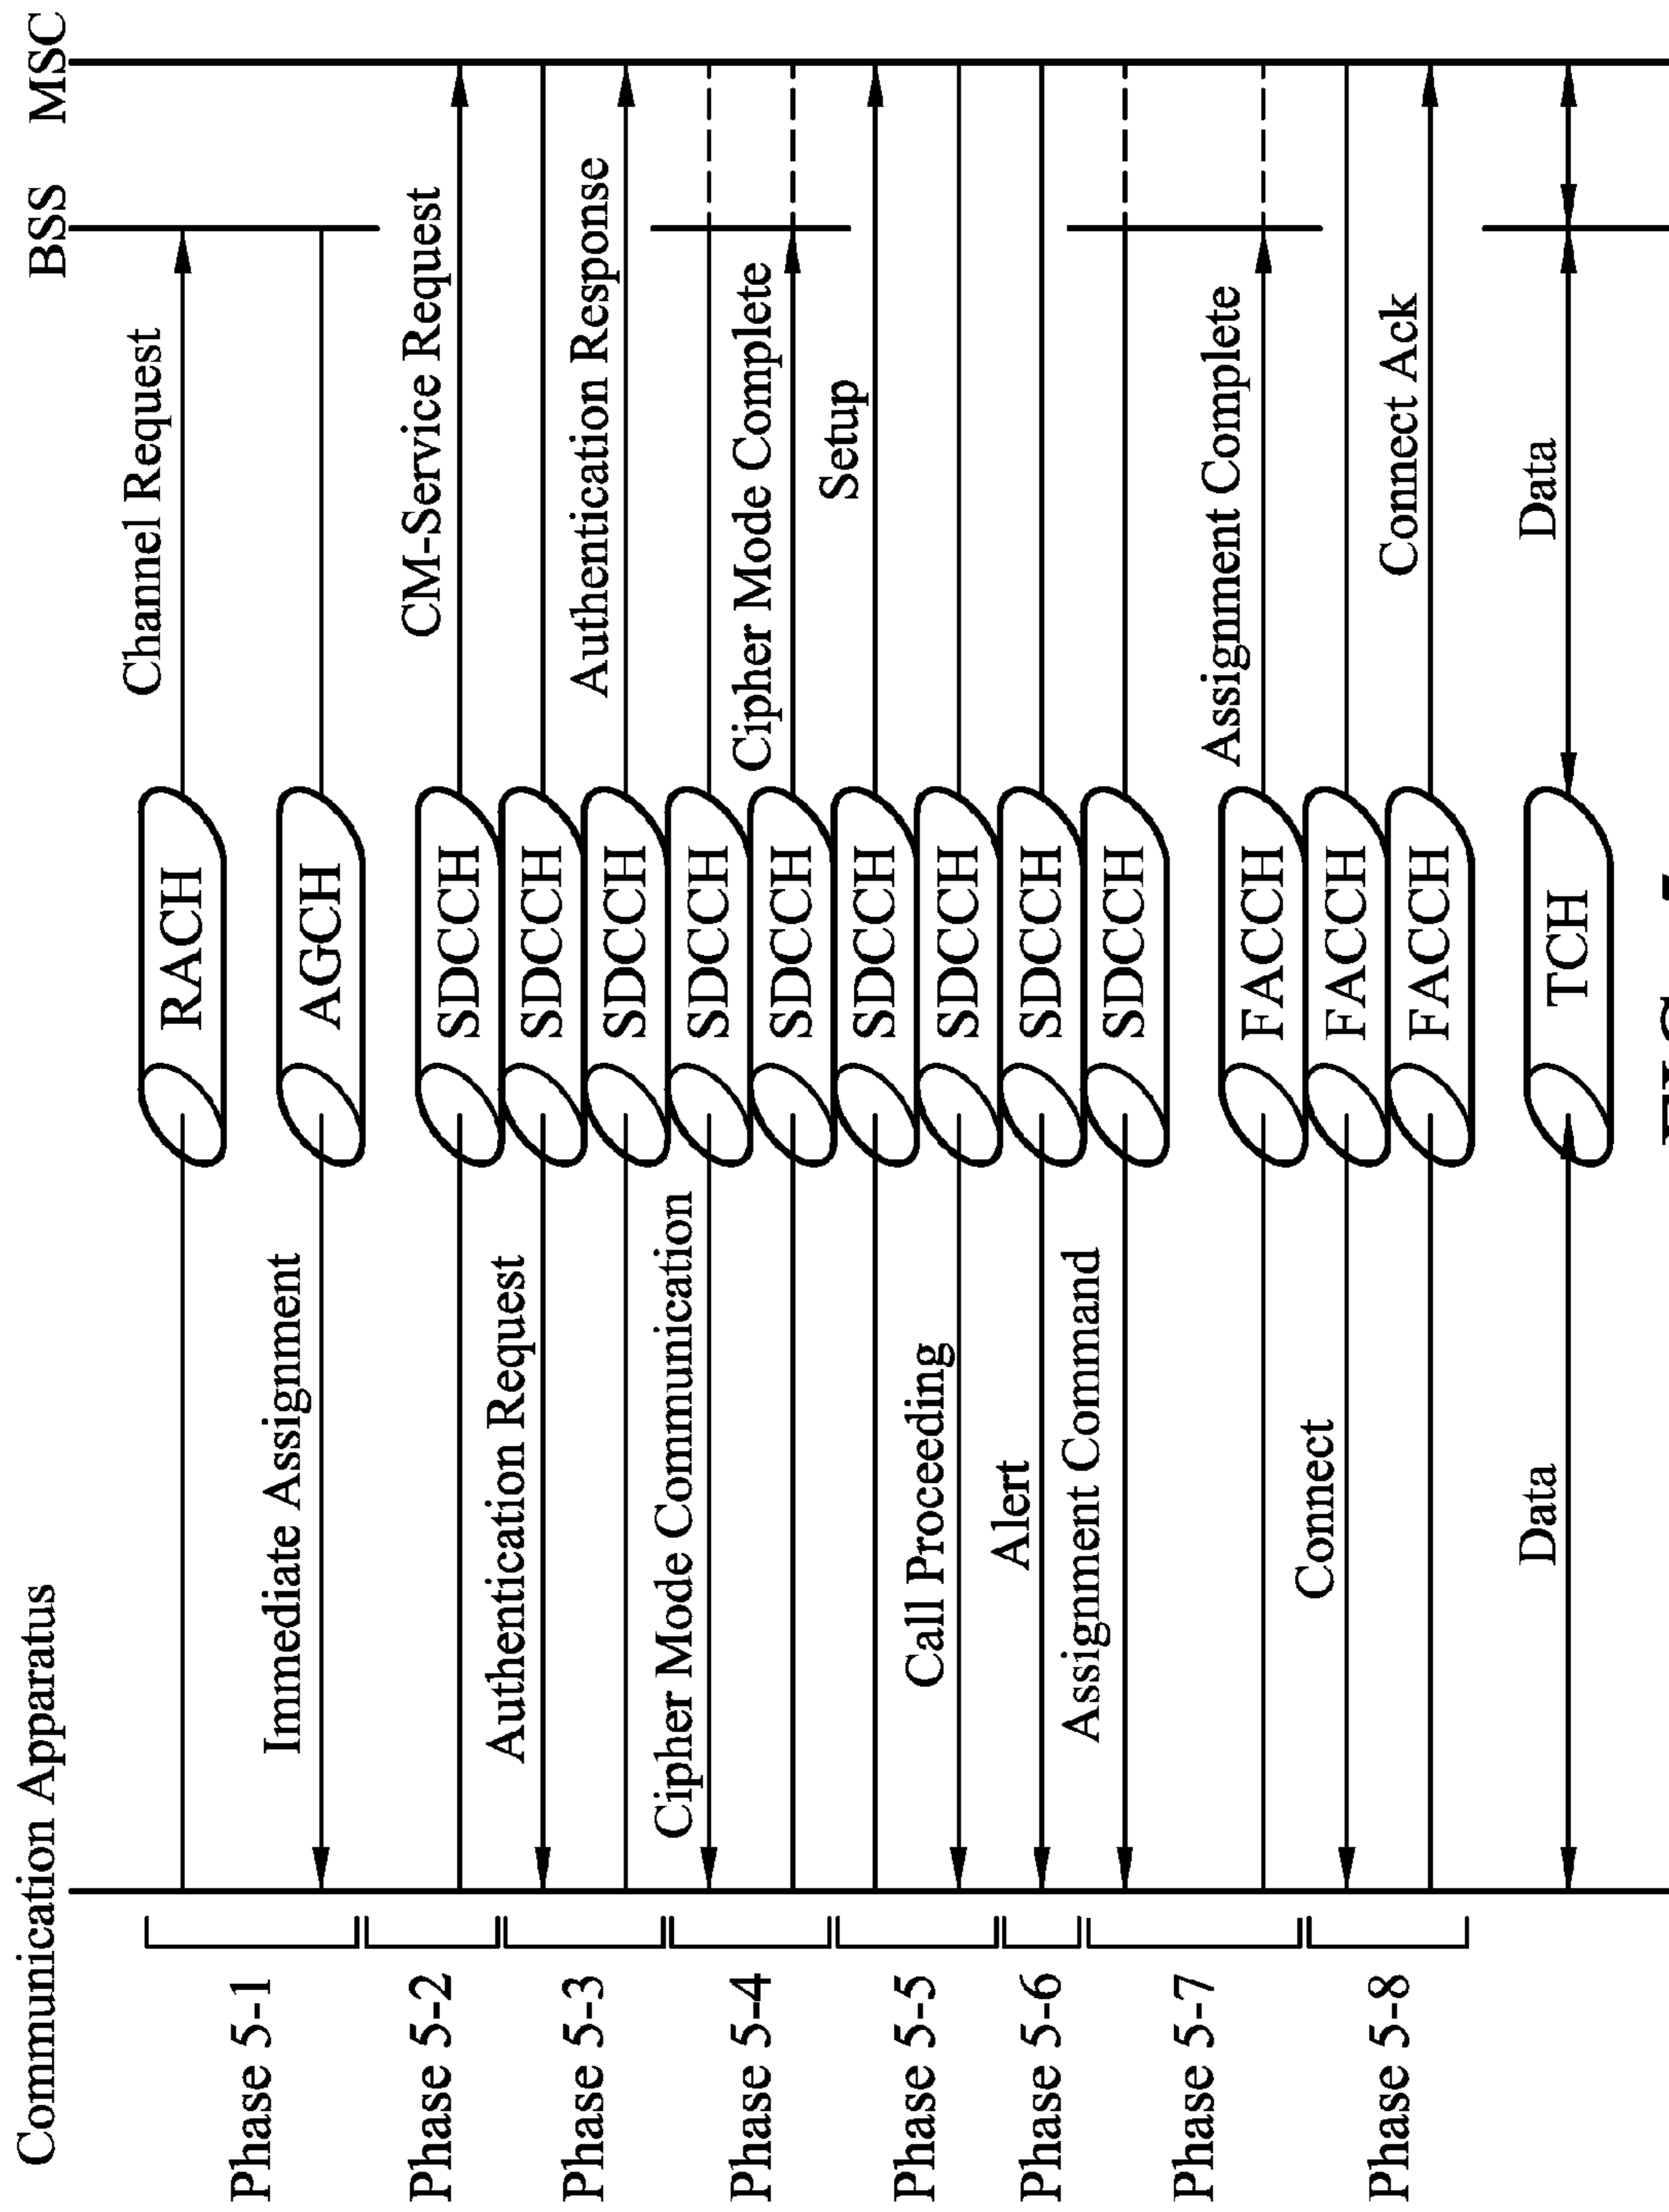 Communication Apparatus
BSS
MSC
Phase 5-1
RACH
Channel Request
Immediate Assignment
AGCH
Phase 5-2
SDCCH
CM-Service Request
Phase 5-3
Authentication Request
SDCCH
SDCCH
Authentication Response
Phase 5-4
Cipher Mode Communication
SDCCH
SDCCH
Cipher Mode Complete
Phase 5-5
SDCCH
Setup
Call Proceeding
SDCCH
Phase 5-6
Alert
SDCCH
Phase 5-7
Assignment Command
SDCCH
FACCH
Assignment Complete
Phase 5-8
Connect
FACCH
FACCH
Connect Ack
Data
TCH
Data